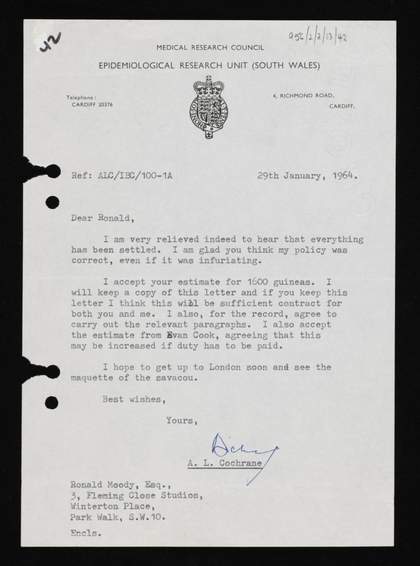 42
956/2/2/13/42
MEDICAL RESEARCH COUNCIL
EPIDEMIOLOGICAL RESEARCH UNIT (SOUTH WALES)
Telephone:
CARDIFF 20376
4, RICHMOND ROAD,
CARDIFF.
Ref: ALC/IEC/100-1A
29th January, 1964.
Dear Ronald,
I am very relieved indeed to hear that everything
has been settled. I am glad you think my policy was
correct, even if it was infuriating.
I accept your estimate for 1600 guineas. I
will keep a copy of this letter and if you keep this
letter I think this will be sufficient contract for
both you and me. I also, for the record, agree to
carry out the relevant paragraphs. I also accept
the estimate from Evan Cook, agreeing that this
may be increased if duty has to be paid.
I hope to get up to London soon and see the
maquette of the savacou.
Best wishes,
Yours,
A. L. Cochrane
Ronald Moody, Esq.,
3, Fleming Close Studios,
Winterton Place,
Park Walk, S.W.10.
Encls.